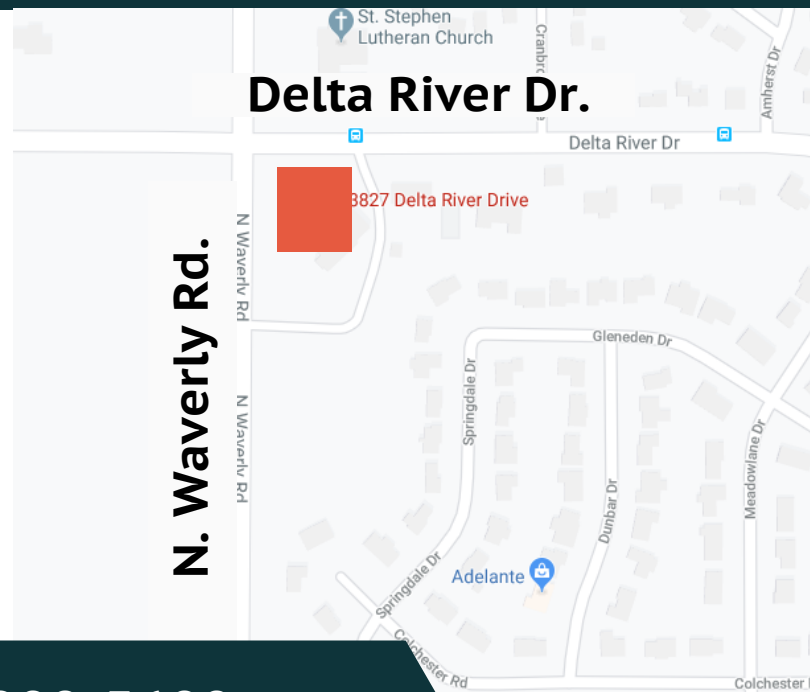 St. Stephen
Lutheran Church
Delta River Dr.
Amherst Dr
Delta River Dr
3827 Delta River Drive
N Waverly Rd
N. Waverly Rd.
Gleneden Dr
Springdale Dr
N Waverly Rd
Meadowlane Dr
Dunbar Dr
Adelante
Springdale Dr
Colchester Rd
Colchester